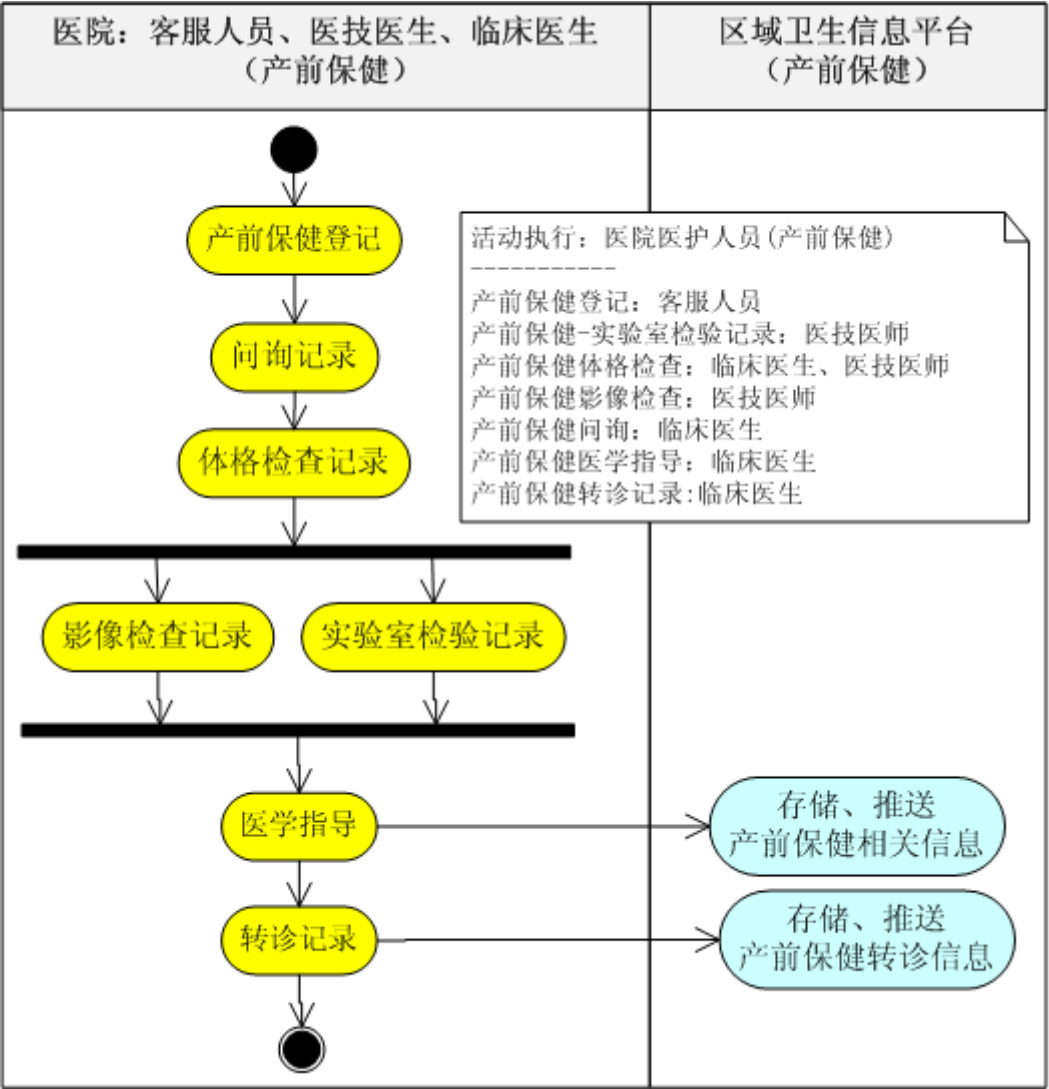 医院：客服人员、医技医生、临床医生
（产前保健）
区域卫生信息平台
（产前保健）
产前保健登记
问询记录
体格检查记录
活动执行：医院医护人员(产前保健)
-----------
产前保健登记：客服人员
产前保健-实验室检验记录：医技医师
产前保健体格检查：临床医生、医技医师
产前保健影像检查：医技医师
产前保健问询：临床医生
产前保健医学指导：临床医生
产前保健转诊记录:临床医生
影像检查记录
实验室检验记录
医学指导
存储、推送
产前保健相关信息
转诊记录
存储、推送
产前保健转诊信息